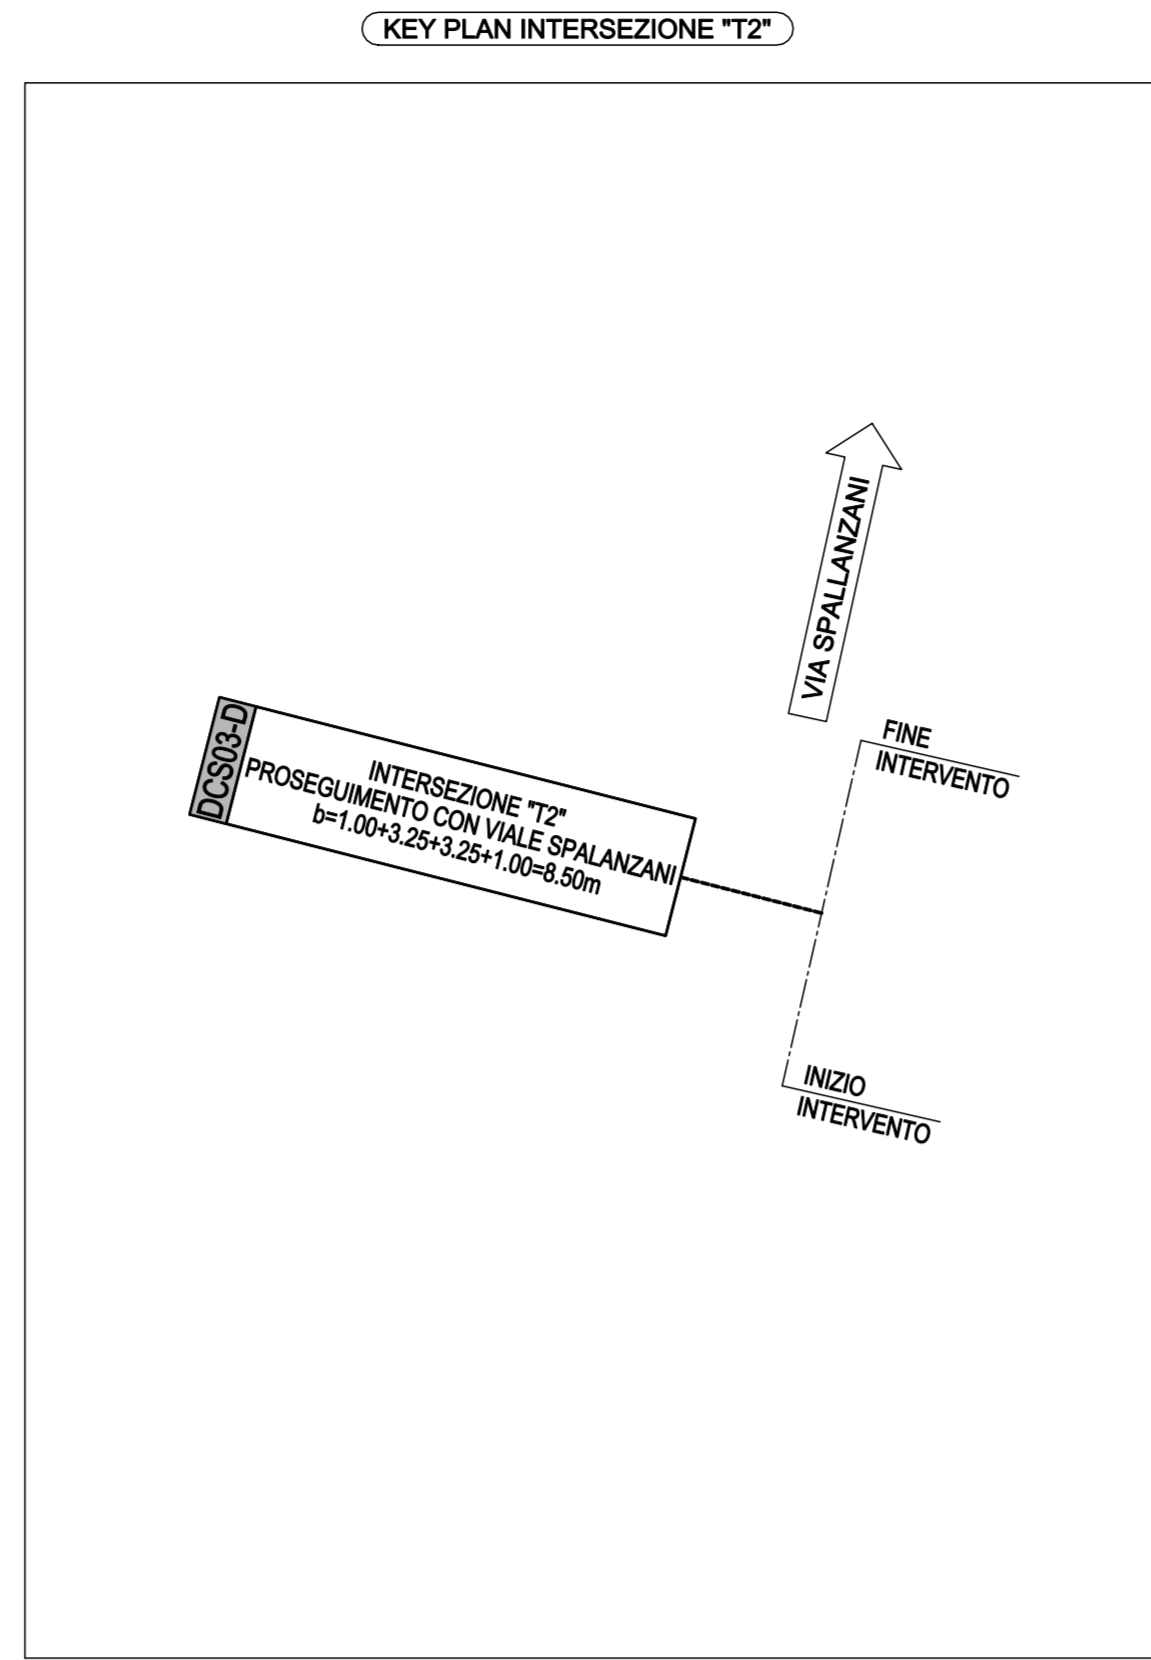 KEY PLAN INTERSEZIONE "T2"
VIA SPALLANZANI
DCS03-D
INTERSEZIONE "T2"
PROSEGUIMENTO CON VIALE SPALANZANI
b=1.00+3.25+3.25+1.00=8.50m
FINE
INTERVENTO
INIZIO
INTERVENTO